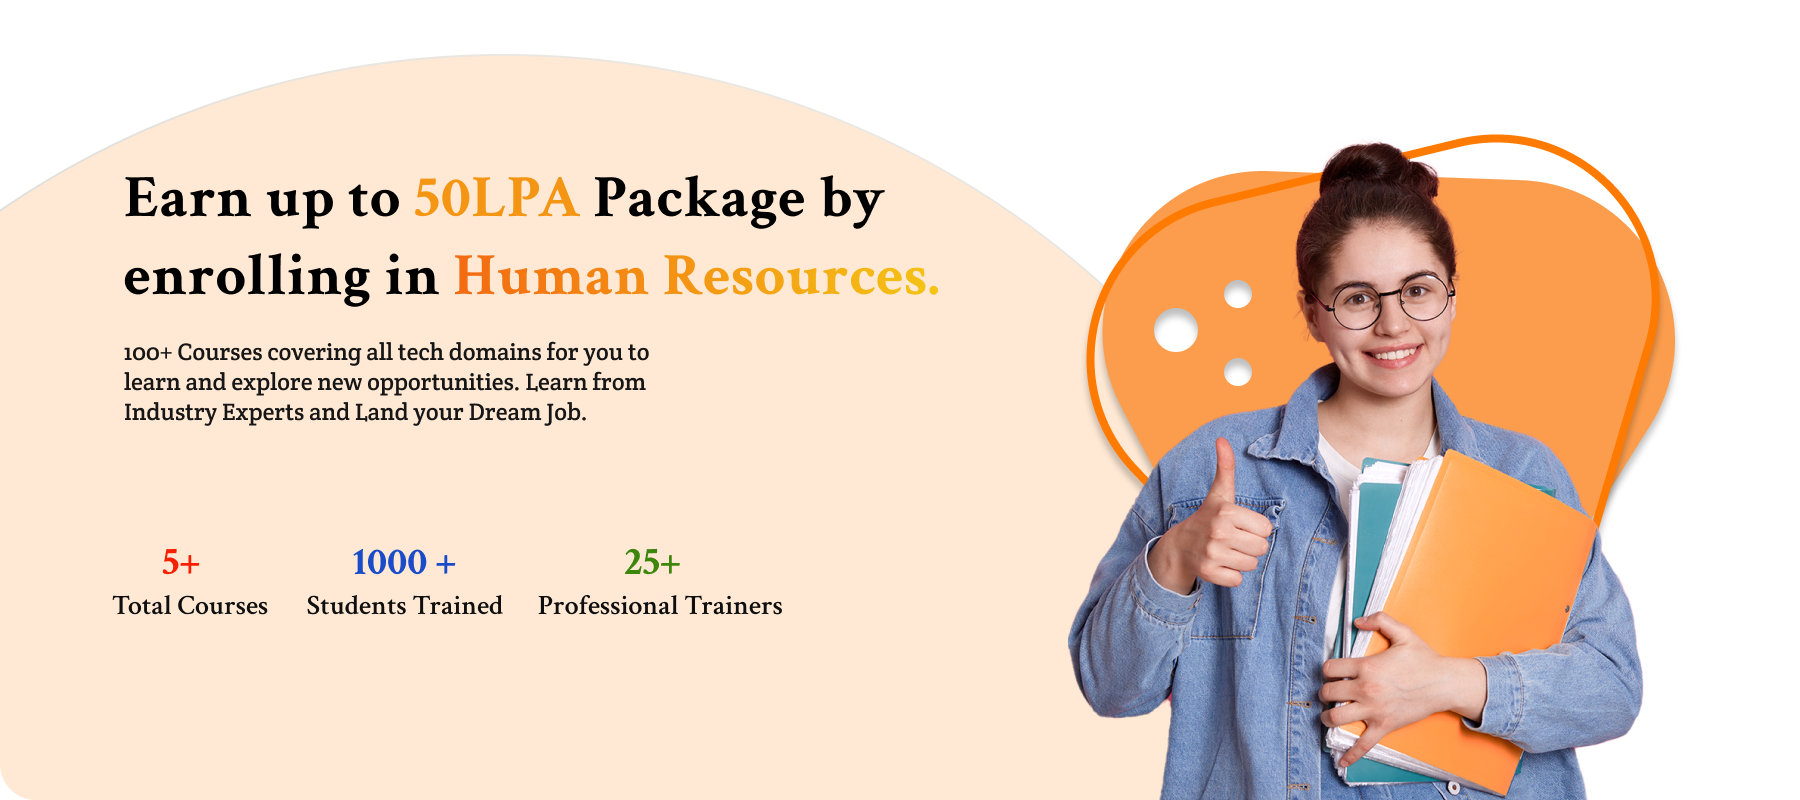 Earn up to 50LPA Package by
enrolling in Human Resources.
100+ Courses covering all tech domains for you to
learn and explore new opportunities. Learn from
Industry Experts and Land your Dream Job.
5+ 1000 + 25+
Total Courses Students Trained Professional Trainers